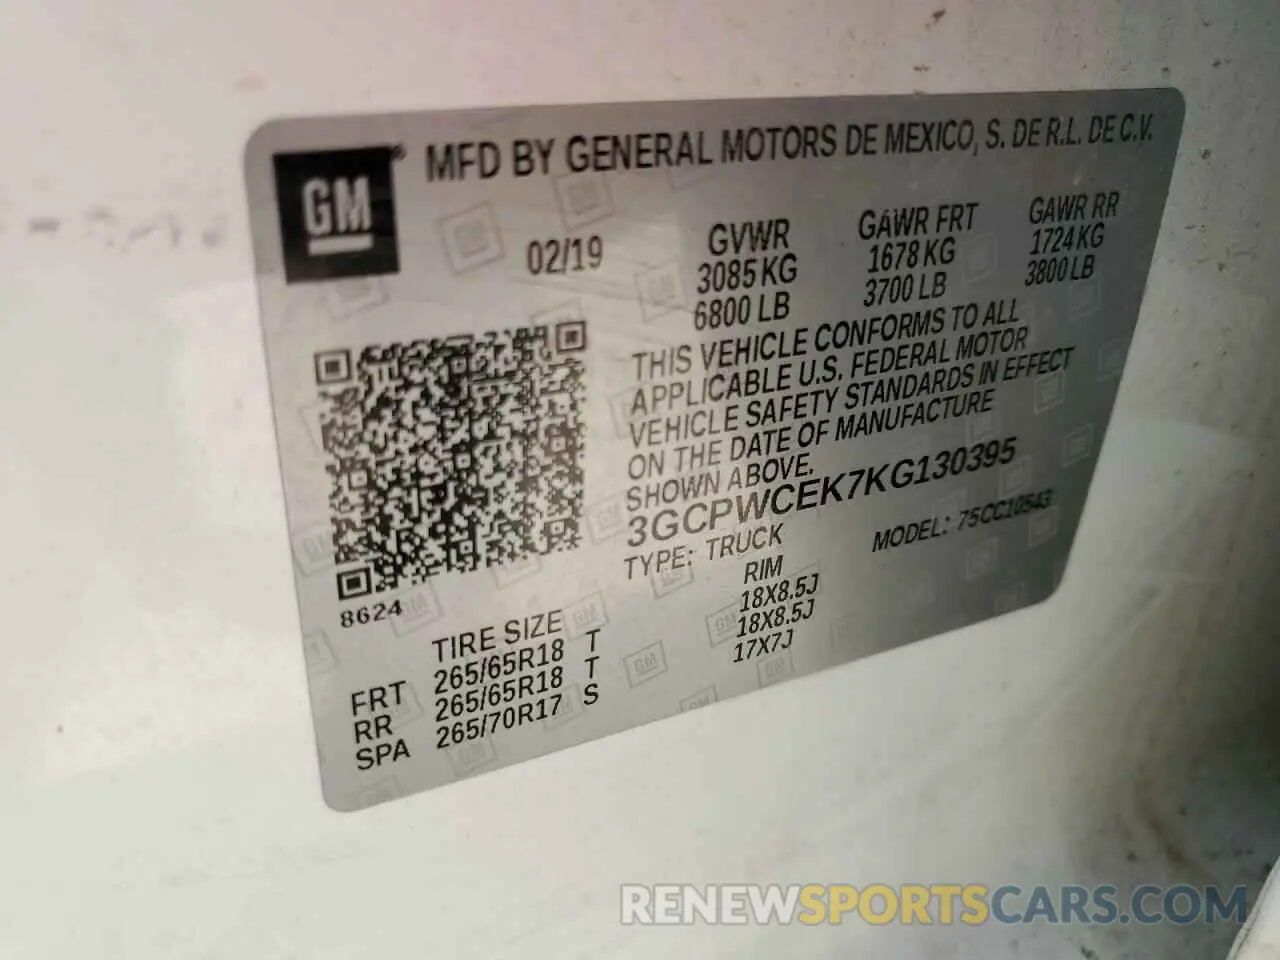 GM ® MFD BY GENERAL MOTORS DE MEXICO, S. DE R.L. DE C.V.
02/19
GVWR GAWR FRT GAWR RR
3085 KG 1678 KG 1724 KG
6800 LB 3700 LB 3800 LB
THIS VEHICLE CONFORMS TO ALL
APPLICABLE U.S. FEDERAL MOTOR
VEHICLE SAFETY STANDARDS IN EFFECT
ON THE DATE OF MANUFACTURE
SHOWN ABOVE.
3GCPWCEK7KG130395
TYPE: TRUCK MODEL: 75CC10543
8624
TIRE SIZE RIM
FRT 265/65R18 T 18X8.5J
RR 265/65R18 T 18X8.5J
SPA 265/70R17 S 17X7J
RENEWSPORTSCARS.COM